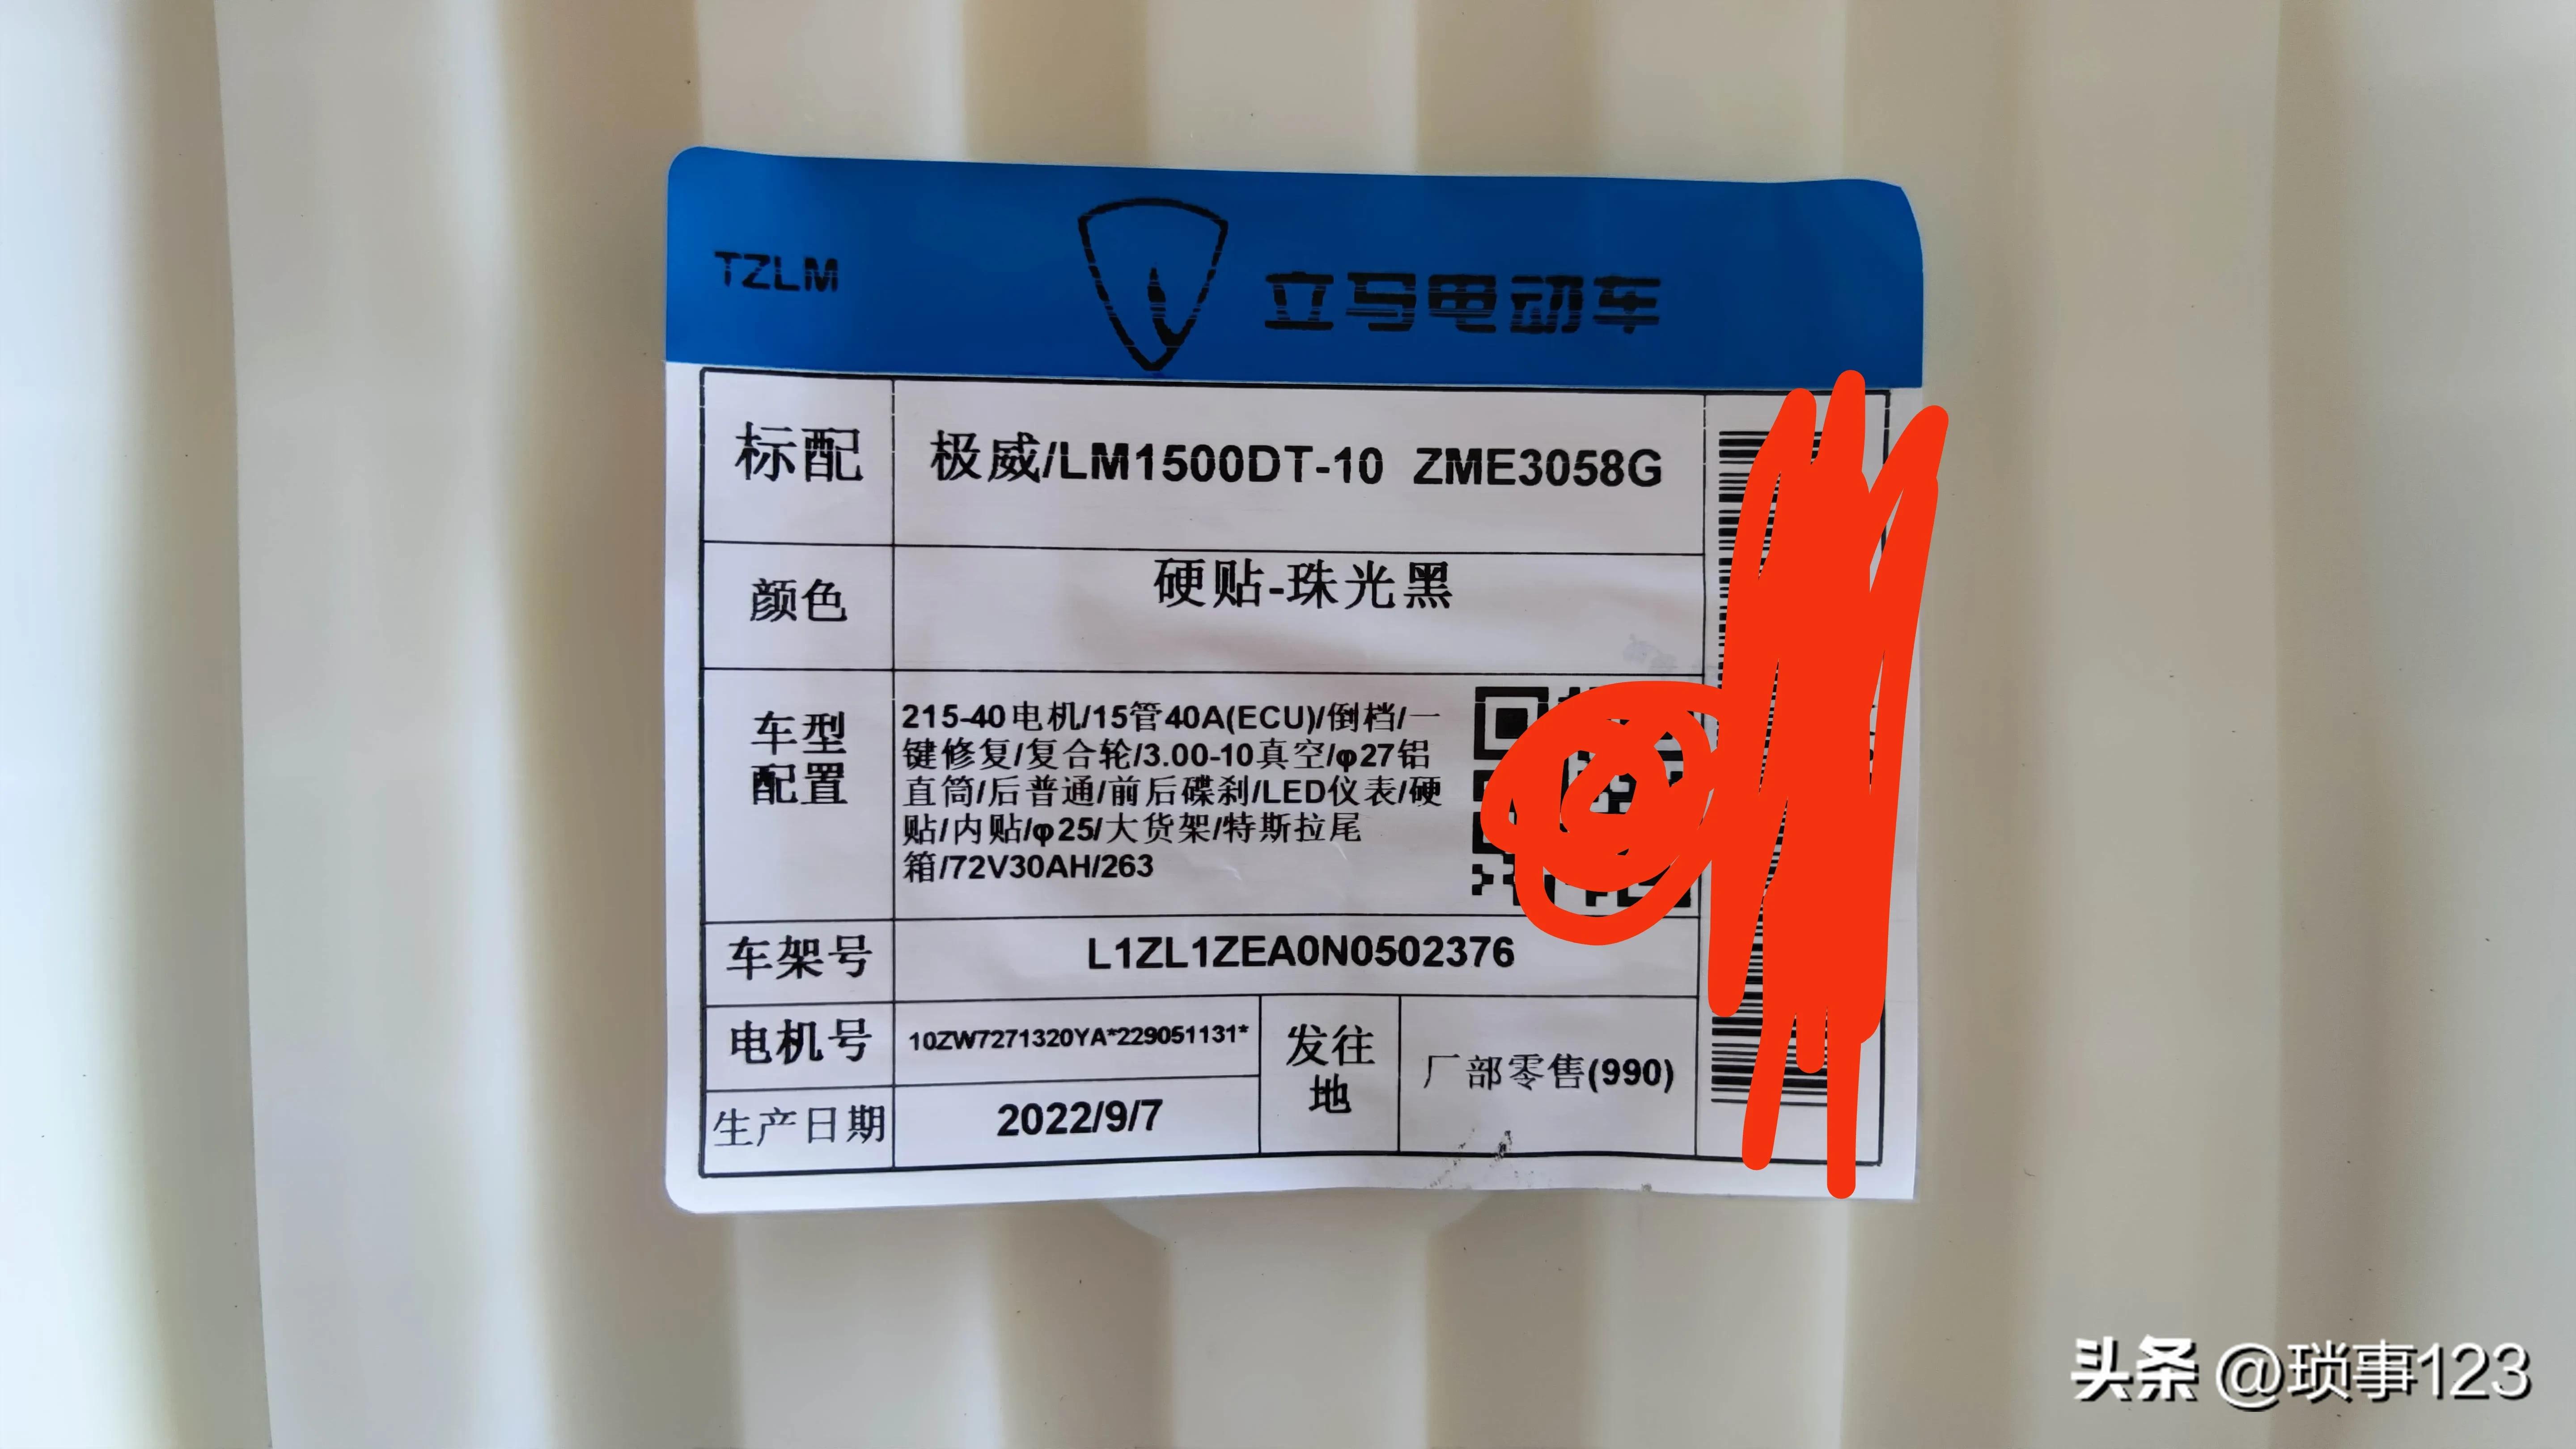 TZLM
立马电动车
标配 极威/LM1500DT-10 ZME3058G
颜色 硬贴-珠光黑
车型
配置
215-40电机/15管40A(ECU)/倒档/一
键修复/复合轮/3.00-10真空/φ27铝
直筒/后普通/前后碟刹/LED仪表/硬
贴/内贴/φ25/大货架/特斯拉尾
箱/72V30AH/263
车架号 L1ZL1ZEA0N0502376
电机号 10ZW7271320YA*229051131*
发往
地
厂部零售(990)
生产日期 2022/9/7
头条 @琐事123